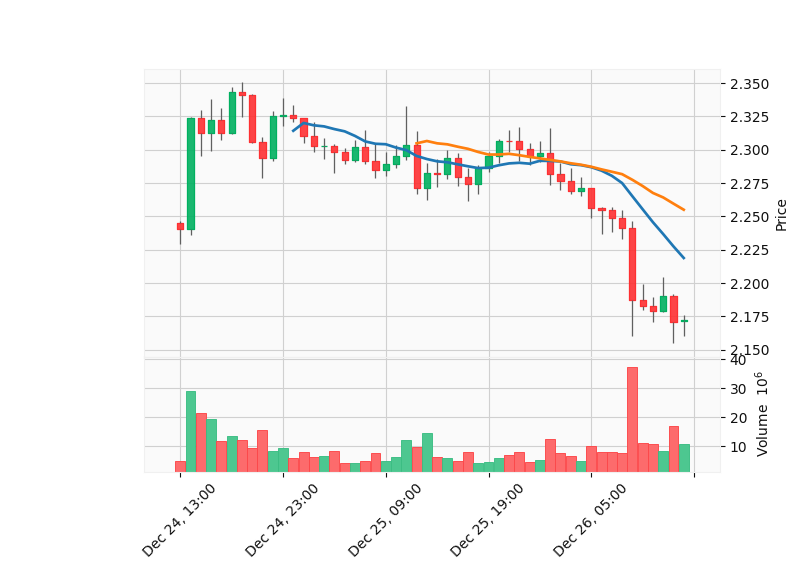 2.350
2.325
2.300
2.275
2.250
2.225
2.200
2.175
2.150
Price
40
30
20
10
Volume 10^6
Dec 24, 13:00
Dec 24, 23:00
Dec 25, 09:00
Dec 25, 19:00
Dec 26, 05:00